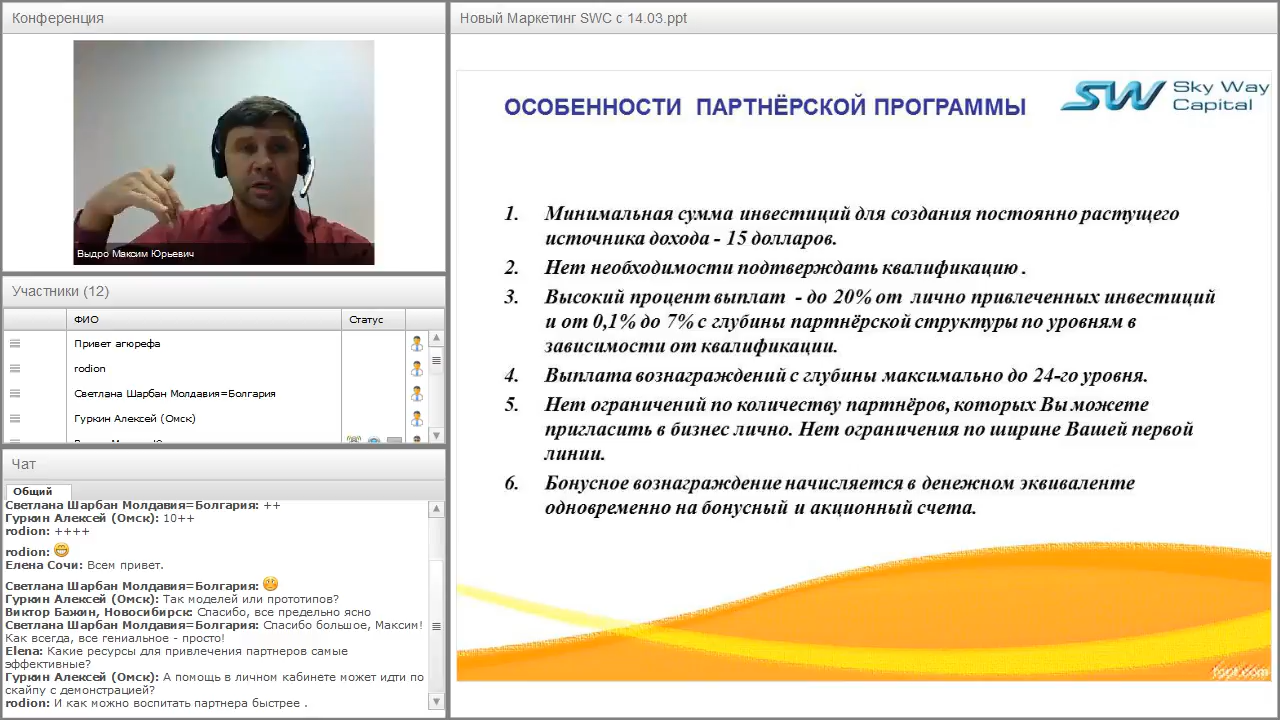 Конференция
Выдро Максим Юрьевич
Участники (12)
ФИО
Статус
Привет агюрефа
rodion
Светлана Шарбан Молдавия=Болгария
Гуркин Алексей (Омск)
Чат
Общий
Светлана Шарбан Молдавия=Болгария: ++
Гуркин Алексей (Омск): 10++
rodion: ++++
rodion:
Елена Сочи: Всем привет.
Светлана Шарбан Молдавия=Болгария:
Гуркин Алексей (Омск): Так моделей или прототипов?
Виктор Бажин, Новосибирск: Спасибо, все предельно ясно
Светлана Шарбан Молдавия=Болгария: Спасибо большое, Максим!
Как всегда, все гениальное - просто!
Elena: Какие ресурсы для привлечения партнеров самые
эффективные?
Гуркин Алексей (Омск): А помощь в личном кабинете может идти по
скайпу с демонстрацией?
rodion: И как можно воспитать партнера быстрее .
Новый Маркетинг SWC с 14.03.ppt
ОСОБЕННОСТИ ПАРТНЁРСКОЙ ПРОГРАММЫ
SW Sky Way
Capital
1. Минимальная сумма инвестиций для создания постоянно растущего
источника дохода - 15 долларов.
2. Нет необходимости подтверждать квалификацию .
3. Высокий процент выплат - до 20% от лично привлеченных инвестиций
и от 0,1% до 7% с глубины партнёрской структуры по уровням в
зависимости от квалификации.
4. Выплата вознаграждений с глубины максимально до 24-го уровня.
5. Нет ограничений по количеству партнёров, которых Вы можете
пригласить в бизнес лично. Нет ограничения по ширине Вашей первой
линии.
6. Бонусное вознаграждение начисляется в денежном эквиваленте
одновременно на бонусный и акционный счета.